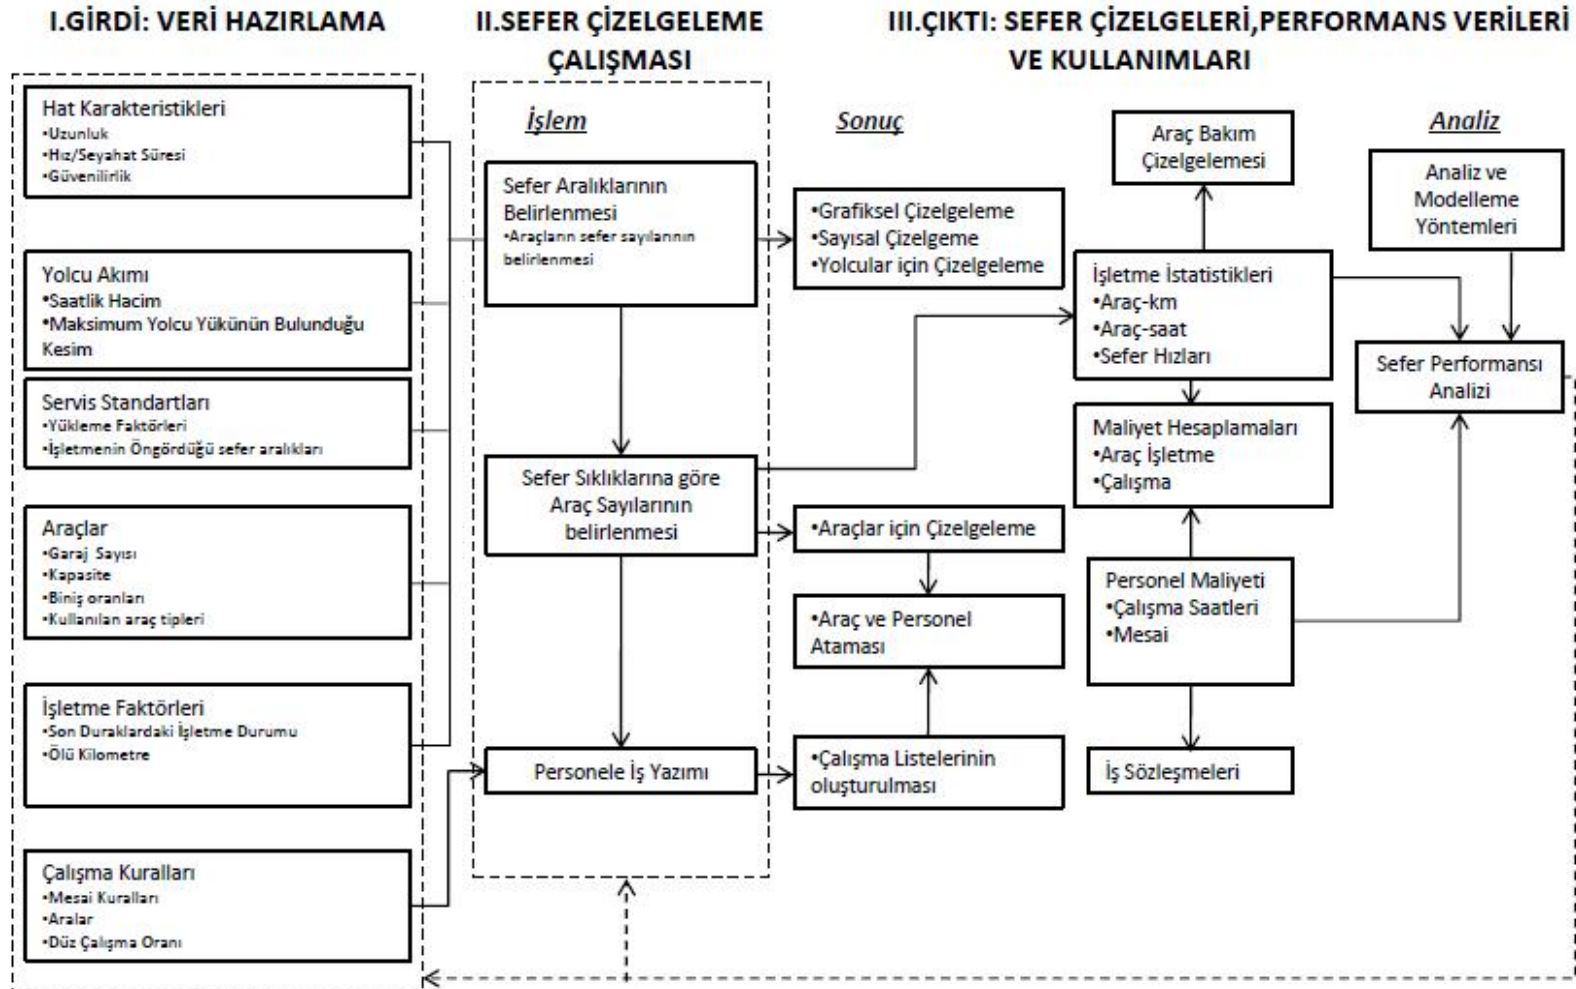 I.GİRDİ: VERİ HAZIRLAMA
Hat Karakteristikleri
•Uzunluk
•Hız/Seyahat Süresi
•Güvenilirlik
Yolcu Akımı
•Saatlik Hacim
•Maksimum Yolcu Yükünün Bulunduğu
Kesim
Servis Standartları
•Yükleme Faktörleri
•İşletmenin Öngördüğü sefer aralıkları
Araçlar
•Garaj Sayısı
•Kapasite
•Biniş oranları
•Kullanılan araç tipleri
İşletme Faktörleri
•Son Duraklardaki İşletme Durumu
•Ölü Kilometre
Çalışma Kuralları
•Mesai Kuralları
•Aralar
•Düz Çalışma Oranı
II.SEFER ÇİZELGELEME
ÇALIŞMASI
İşlem
Sefer Aralıklarının
Belirlenmesi
•Araçların sefer sayılarının
belirlenmesi
Sefer Sıklıklarına göre
Araç Sayılarının
belirlenmesi
Personele İş Yazımı
III.ÇIKTI: SEFER ÇİZELGELERİ,PERFORMANS VERİLERİ
VE KULLANIMLARI
Sonuç
•Grafiksel Çizelgeleme
•Sayısal Çizelgeme
•Yolcular için Çizelgeleme
•Araçlar için Çizelgeleme
•Araç ve Personel
Ataması
•Çalışma Listelerinin
oluşturulması
Araç Bakım
Çizelgelemesi
İşletme İstatistikleri
•Araç-km
•Araç-saat
•Sefer Hızları
Maliyet Hesaplamaları
•Araç İşletme
•Çalışma
Personel Maliyeti
•Çalışma Saatleri
•Mesai
İş Sözleşmeleri
Analiz
Analiz ve
Modelleme
Yöntemleri
Sefer Performansı
Analizi